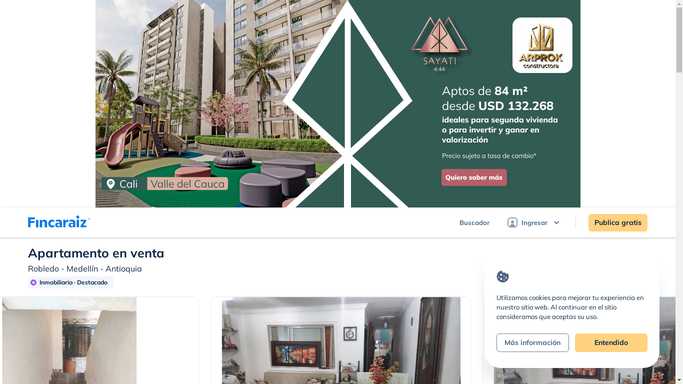 SAYATI
4:44
ARPROK
constructora
Aptos de 84 m²
desde USD 132.268
ideales para segunda vivienda
o para invertir y ganar en
valorización
Precio sujeto a tasa de cambio*
Quiero saber más
Cali Valle del Cauca
Fincaraiz
Buscador
Ingresar
Publica gratis
Apartamento en venta
Robledo - Medellín - Antioquia
Inmobiliaria · Destacado
Utilizamos cookies para mejorar tu experiencia en
nuestro sitio web. Al continuar en el sitio
consideramos que aceptas su uso.
Más información
Entendido